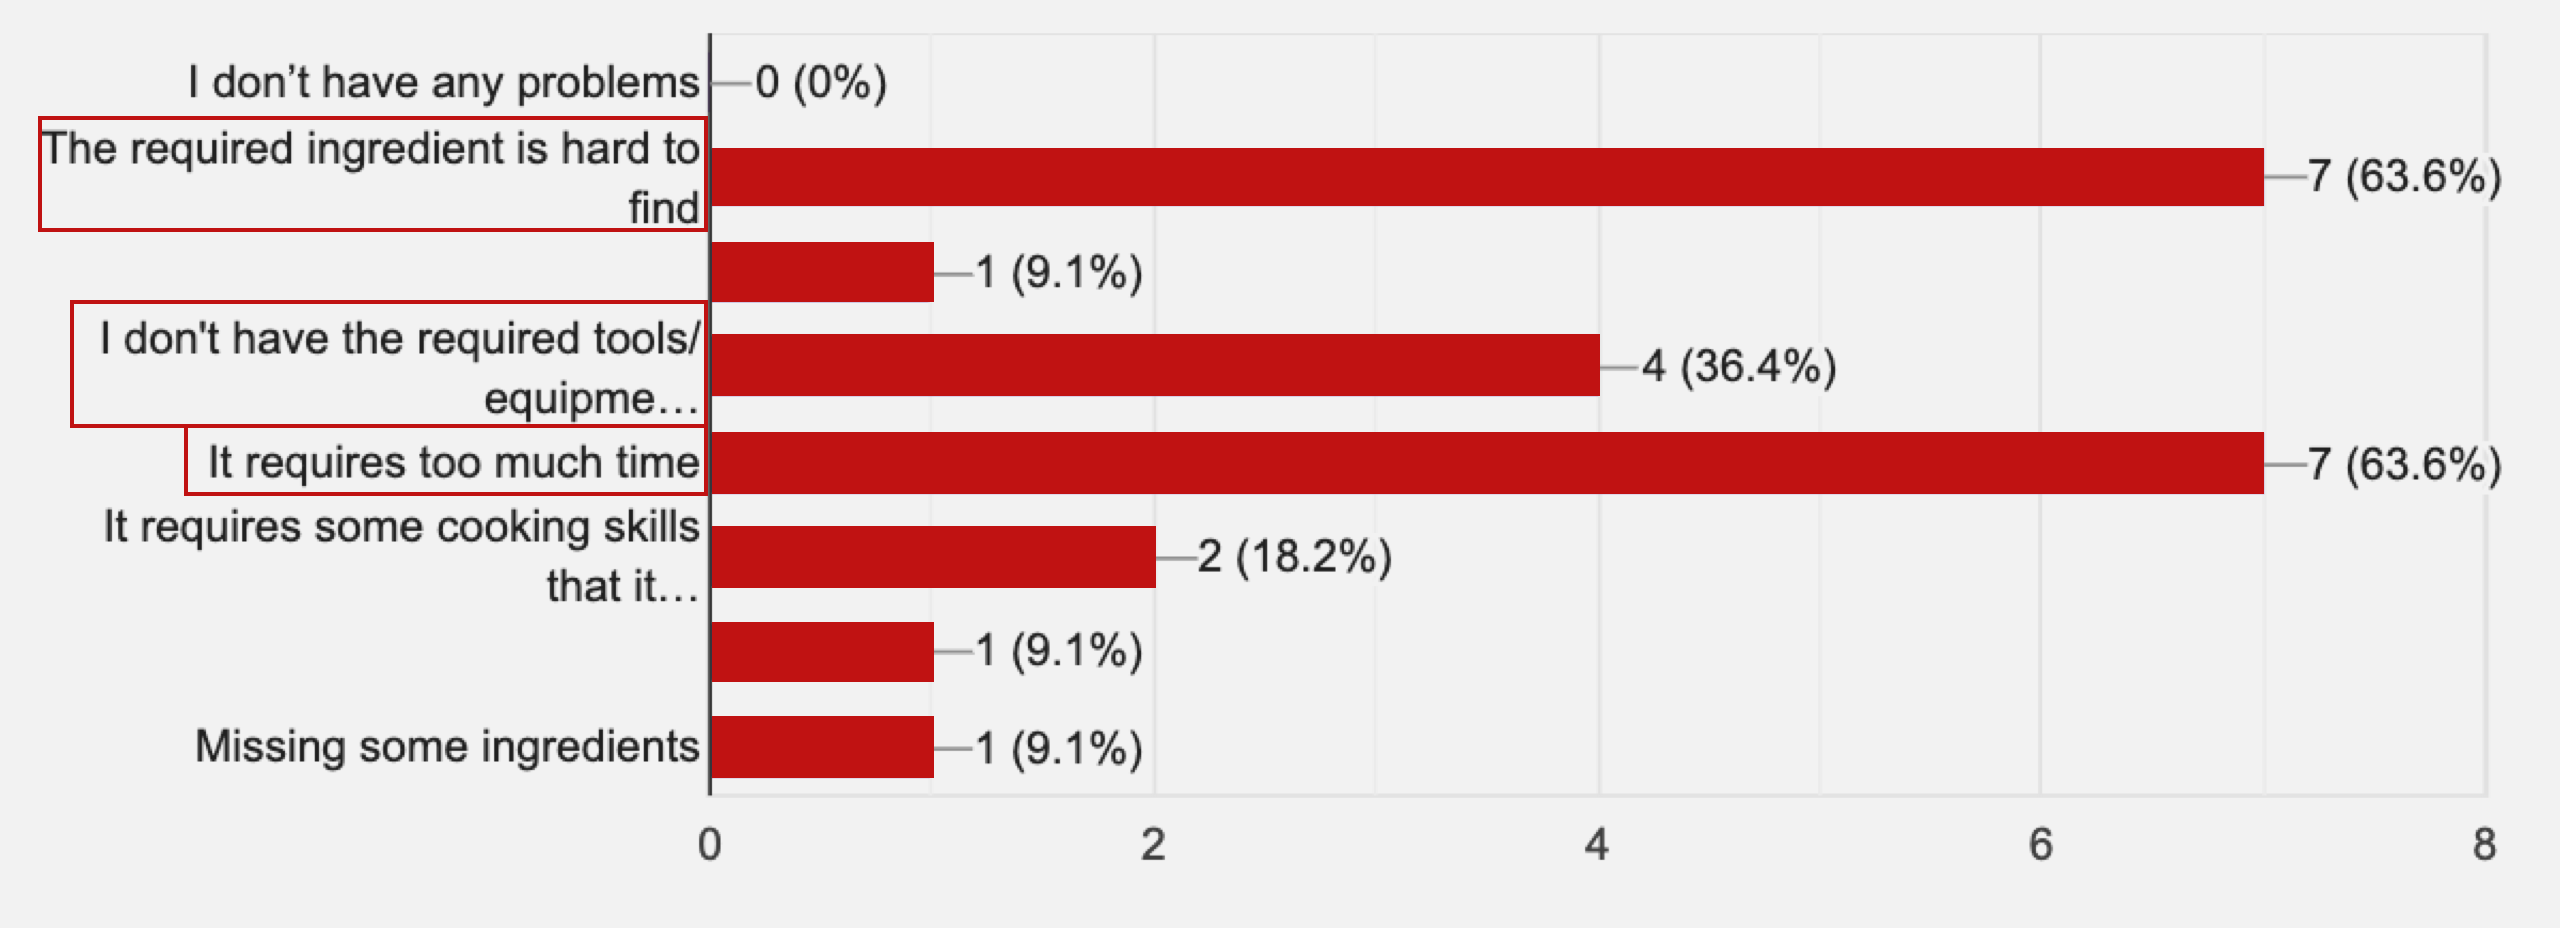 I don’t have any problems
0 (0%)
The required ingredient is hard to
find
7 (63.6%)
1 (9.1%)
I don't have the required tools/
equipme…
4 (36.4%)
It requires too much time
7 (63.6%)
It requires some cooking skills
that it…
2 (18.2%)
1 (9.1%)
Missing some ingredients
1 (9.1%)
0 2 4 6 8